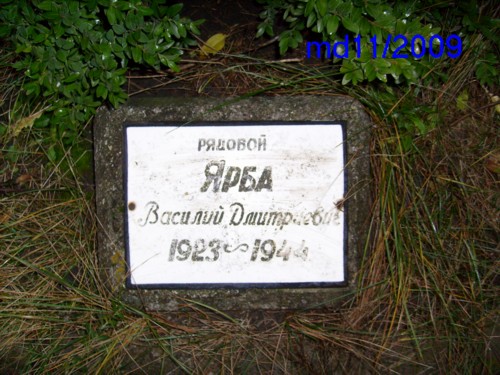 md11/2009
РЯДОВОЙ
ЯРБА
Василий Дмитриевич
1923~1944